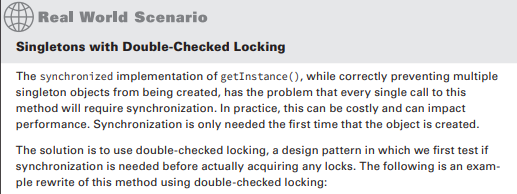 Real World Scenario
Singletons with Double-Checked Locking
The synchronized implementation of getInstance(), while correctly preventing multiple
singleton objects from being created, has the problem that every single call to this
method will require synchronization. In practice, this can be costly and can impact
performance. Synchronization is only needed the first time that the object is created.
The solution is to use double-checked locking, a design pattern in which we first test if
synchronization is needed before actually acquiring any locks. The following is an exam-
ple rewrite of this method using double-checked locking: